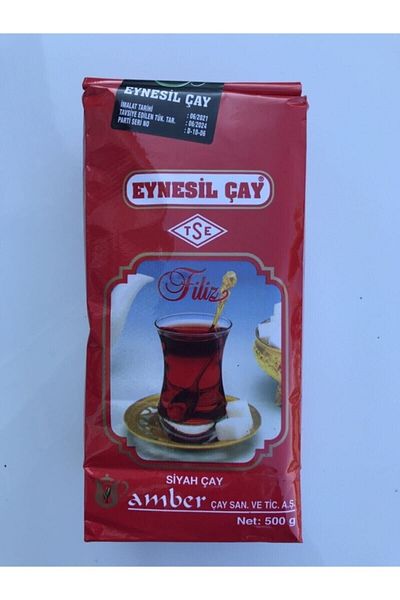 EYNESİL ÇAY
İMALAT TARİHİ : 06/2021
TAVSİYE EDİLEN TÜK. TAR. : 06/2024
PARTİ SERİ NO : D-10-06
EYNESİL ÇAY®
TSE
Filiz
SİYAH ÇAY
amber ÇAY SAN. VE TİC. A.Ş.
Net: 500 g